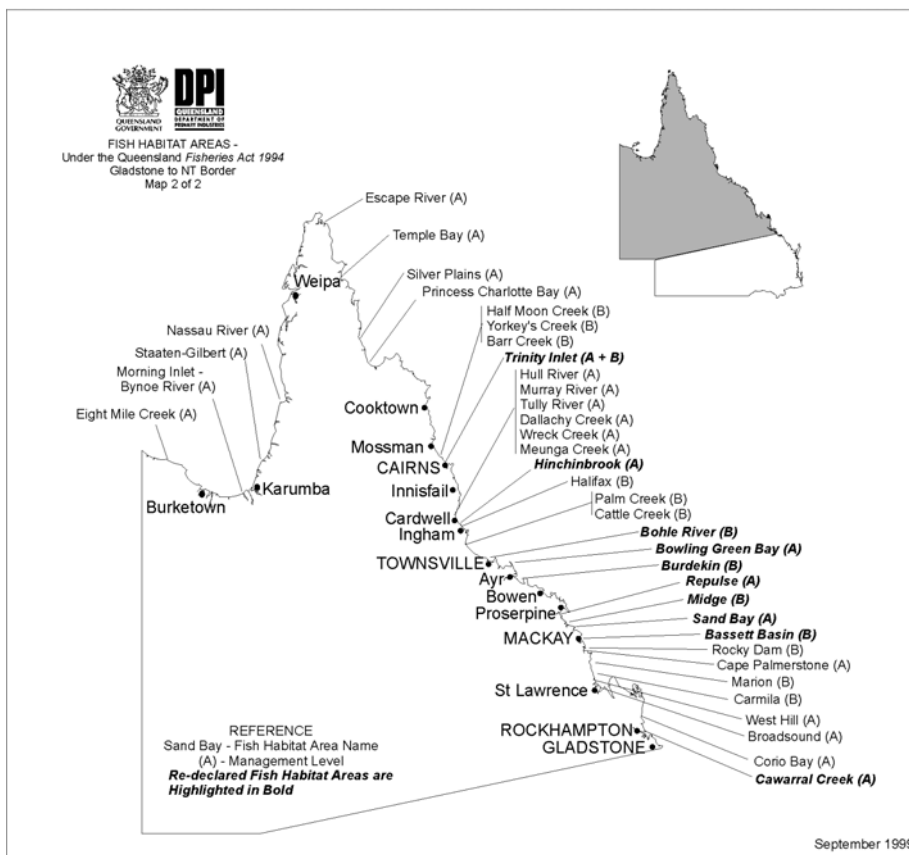 DPI
QUEENSLAND
GOVERNMENT
QUEENSLAND
DEPARTMENT OF
PRIMARY INDUSTRIES
FISH HABITAT AREAS -
Under the Queensland Fisheries Act 1994
Gladstone to NT Border
Map 2 of 2
Escape River (A)
Temple Bay (A)
Weipa
Silver Plains (A)
Princess Charlotte Bay (A)
Half Moon Creek (B)
Yorkey's Creek (B)
Barr Creek (B)
Trinity Inlet (A + B)
Nassau River (A)
Staaten-Gilbert (A)
Morning Inlet -
Bynoe River (A)
Eight Mile Creek (A)
Hull River (A)
Murray River (A)
Tully River (A)
Dallachy Creek (A)
Wreck Creek (A)
Meunga Creek (A)
Hinchinbrook (A)
Halifax (B)
Palm Creek (B)
Cattle Creek (B)
Cooktown
Mossman
CAIRNS
Innisfail
Cardwell
Ingham
Karumba
Burketown
Bohle River (B)
Bowling Green Bay (A)
Burdekin (B)
Repulse (A)
Midge (B)
Sand Bay (A)
Bassett Basin (B)
Rocky Dam (B)
Cape Palmerstone (A)
Marion (B)
Carmila (B)
West Hill (A)
Broadsound (A)
Corio Bay (A)
Cawarral Creek (A)
TOWNSVILLE
Ayr
Bowen
Proserpine
MACKAY
St Lawrence
ROCKHAMPTON
GLADSTONE
REFERENCE
Sand Bay - Fish Habitat Area Name
(A) - Management Level
Re-declared Fish Habitat Areas are
Highlighted in Bold
September 1999